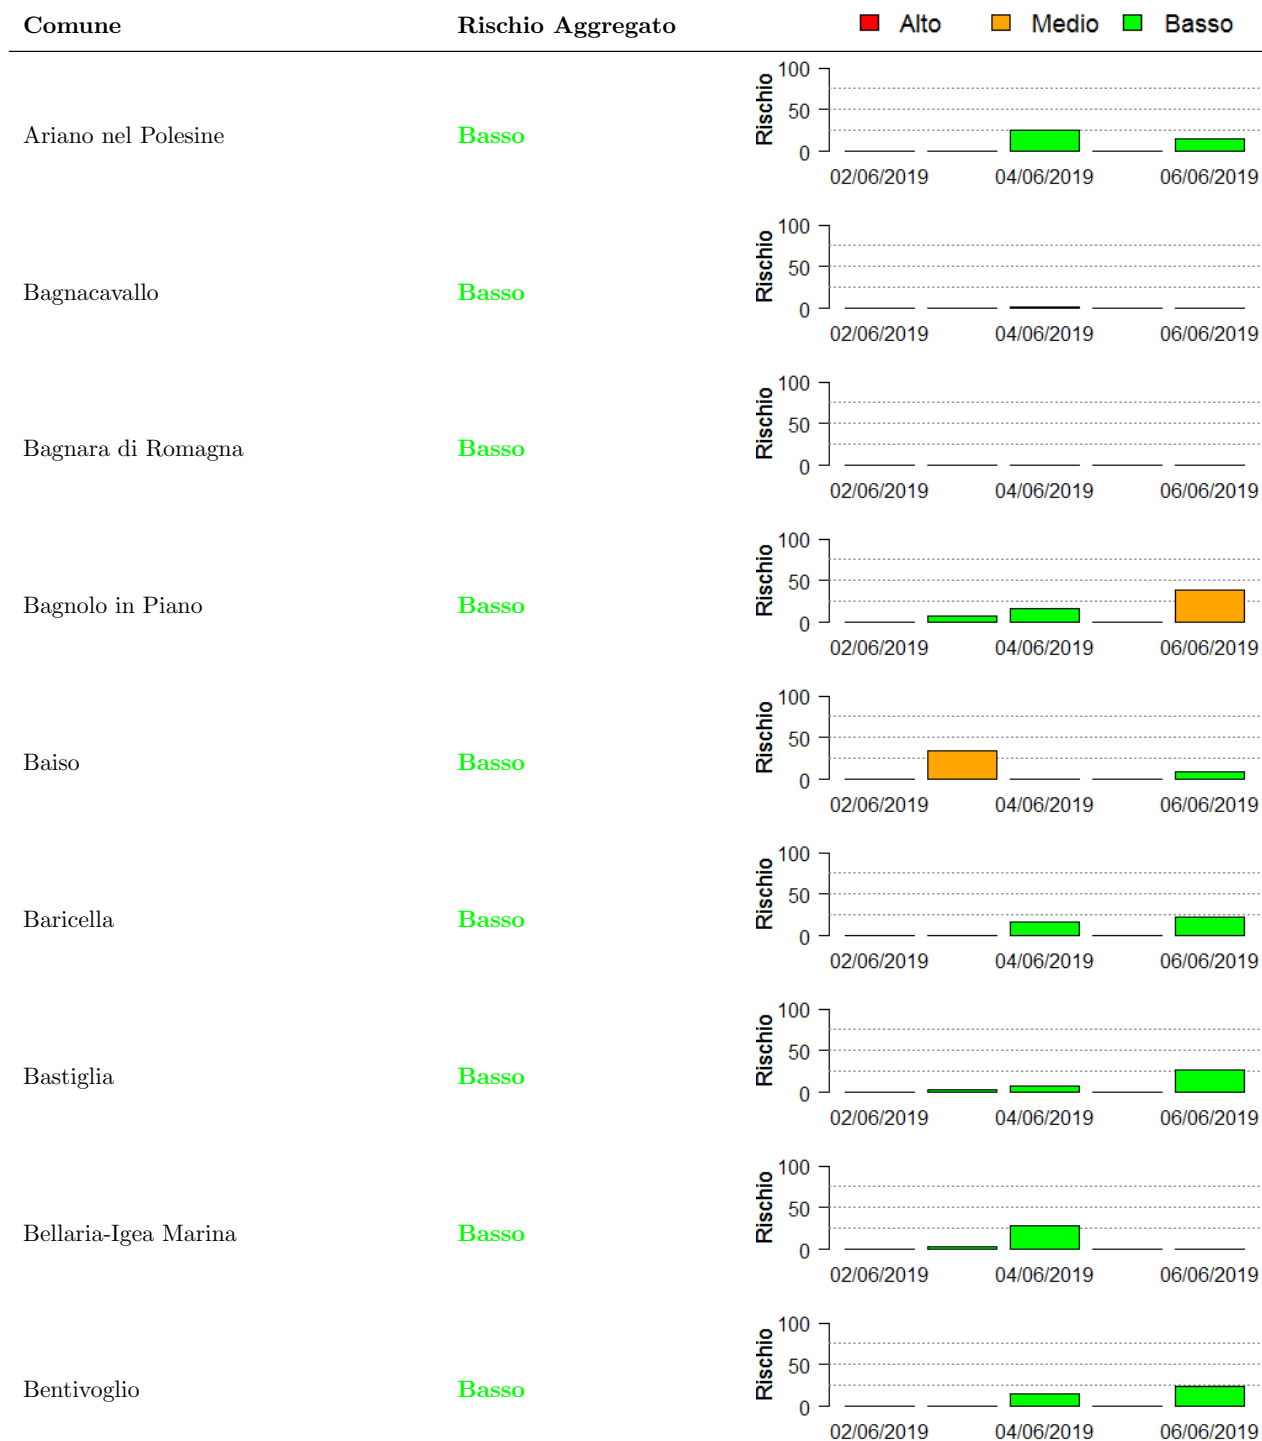 Comune Rischio Aggregato Alto Medio Basso
Ariano nel Polesine Basso
Rischio
100
50
0
02/06/2019 04/06/2019 06/06/2019
Bagnacavallo Basso
Rischio
100
50
0
02/06/2019 04/06/2019 06/06/2019
Bagnara di Romagna Basso
Rischio
100
50
0
02/06/2019 04/06/2019 06/06/2019
Bagnolo in Piano Basso
Rischio
100
50
0
02/06/2019 04/06/2019 06/06/2019
Baiso Basso
Rischio
100
50
0
02/06/2019 04/06/2019 06/06/2019
Baricella Basso
Rischio
100
50
0
02/06/2019 04/06/2019 06/06/2019
Bastiglia Basso
Rischio
100
50
0
02/06/2019 04/06/2019 06/06/2019
Bellaria-Igea Marina Basso
Rischio
100
50
0
02/06/2019 04/06/2019 06/06/2019
Bentivoglio Basso
Rischio
100
50
0
02/06/2019 04/06/2019 06/06/2019